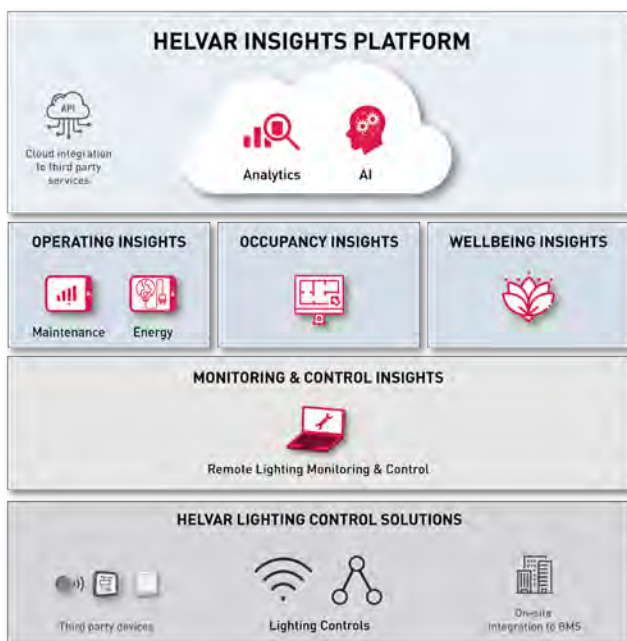 HELVAR INSIGHTS PLATFORM
API
Cloud integration
to third party
services.
Analytics
AI
OPERATING INSIGHTS
Maintenance
Energy
OCCUPANCY INSIGHTS
WELLBEING INSIGHTS
MONITORING & CONTROL INSIGHTS
Remote Lighting Monitoring & Control
HELVAR LIGHTING CONTROL SOLUTIONS
Third party devices
Lighting Controls
On-site
Integration to BMS